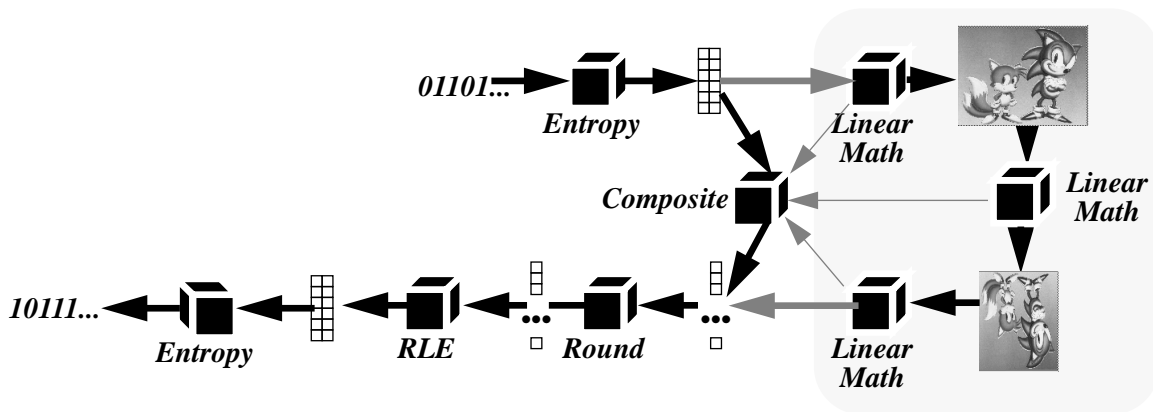 01101...
Entropy
Linear
Math
Composite
Linear
Math
10111...
Entropy
RLE
Round
Linear
Math